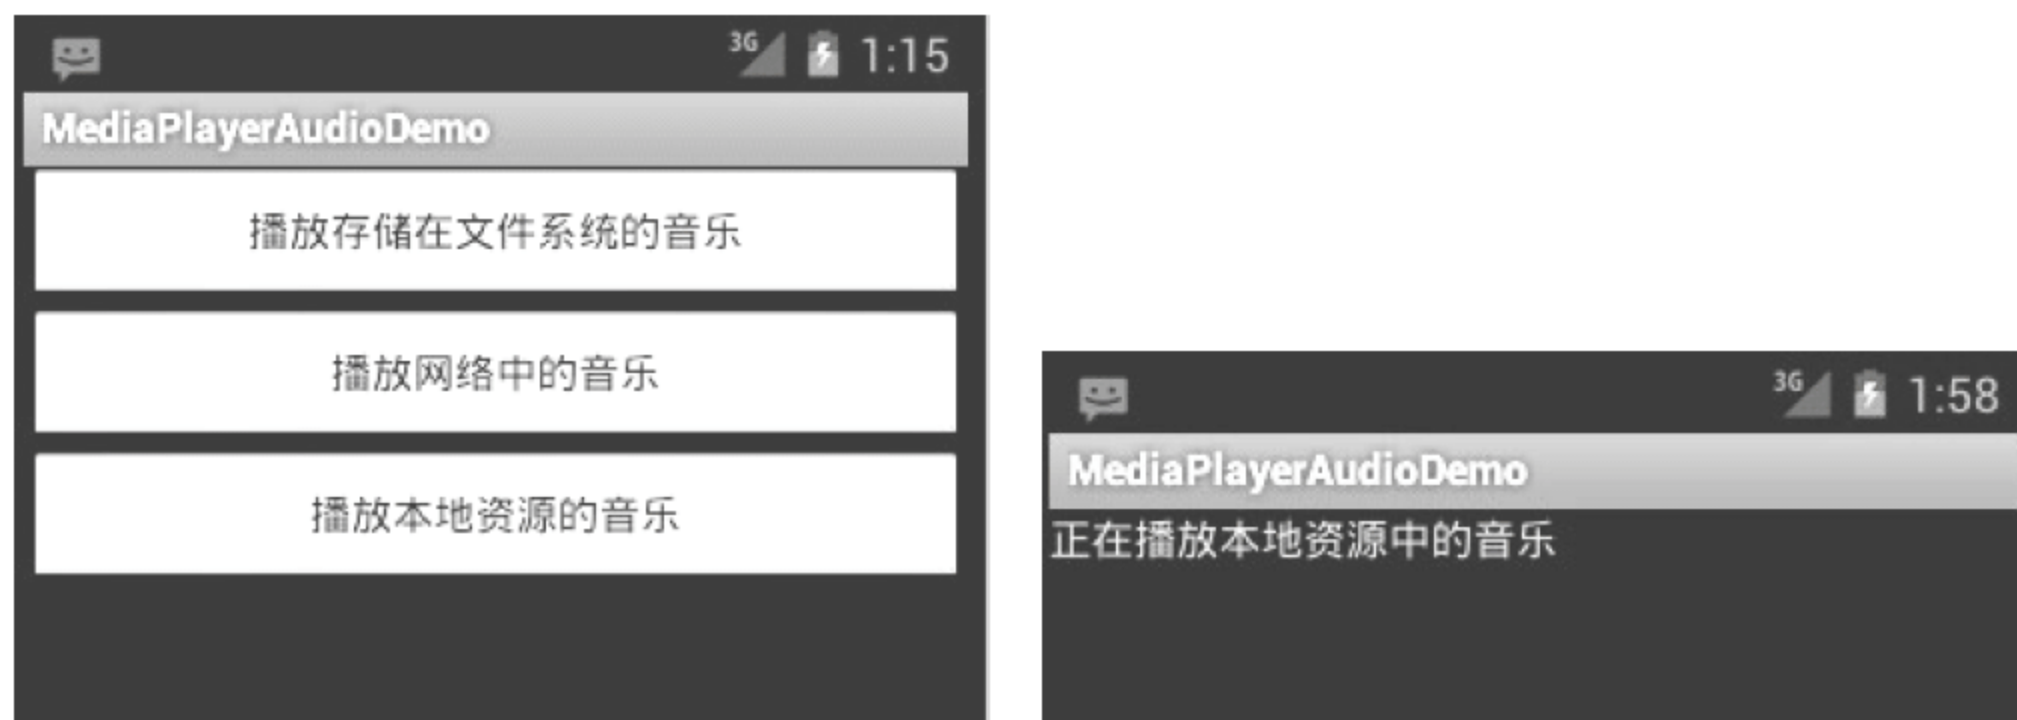 3G 1:15
MediaPlayerAudioDemo
播放存储在文件系统的音乐
播放网络中的音乐
播放本地资源的音乐
3G 1:58
MediaPlayerAudioDemo
正在播放本地资源中的音乐